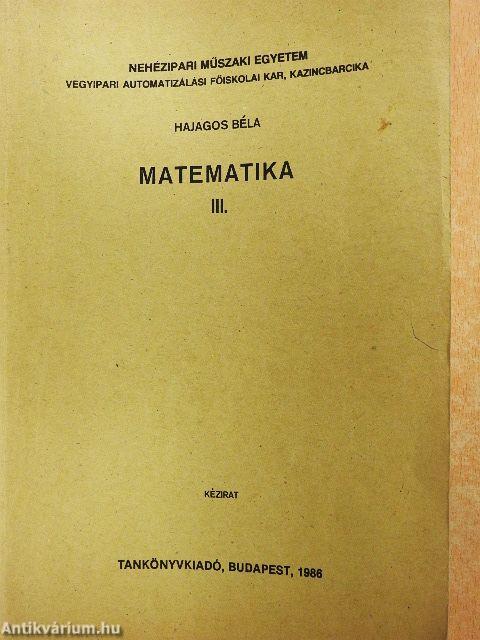 NEHÉZIPARI MŰSZAKI EGYETEM
VEGYIPARI AUTOMATIZÁLÁSI FŐISKOLAI KAR, KAZINCBARCIKA
HAJAGOS BÉLA
MATEMATIKA
III.
KÉZIRAT
TANKÖNYVKIADÓ, BUDAPEST, 1986
Antikvárium.hu